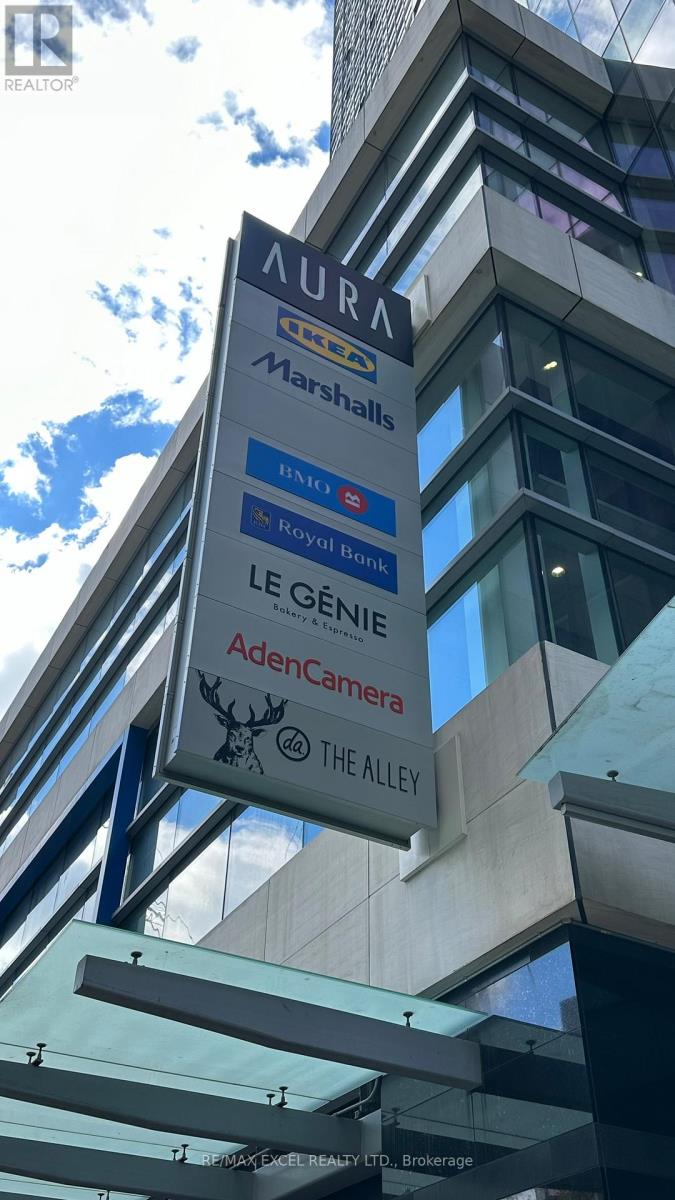 R
REALTOR®
AURA
IKEA
Marshalls
BMO
RBC
Royal Bank
LE GÉNIE
Bakery & Espresso
AdenCamera
da THE ALLEY
RE/MAX EXCEL REALTY LTD., Brokerage